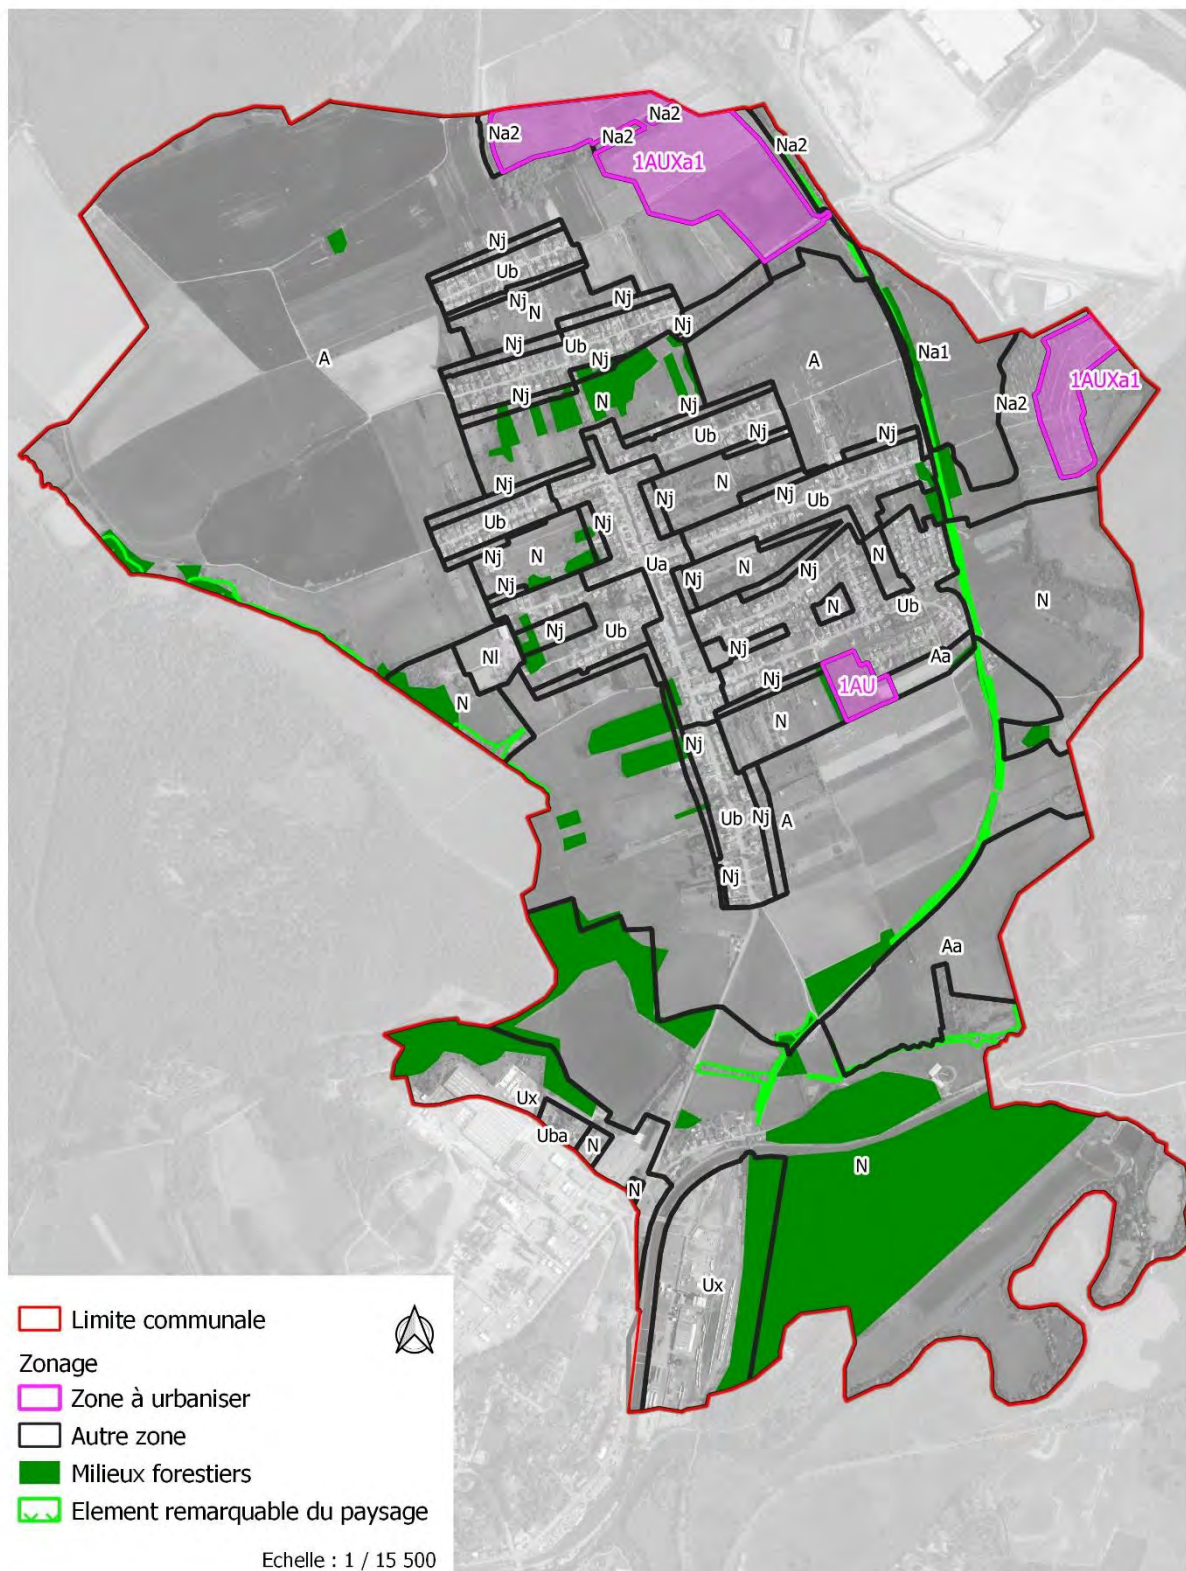 Na2
Na2
Na2
Na2
1AUXa1
Nj
Ub
Nj
N
Nj
Nj
Nj
Ub
Nj
A
A
Na1
1AUXa1
Na2
Nj
N
Nj
Ub
Nj
Nj
Nj
N
Nj
Nj
Ub
Ub
Nj
Nj
N
Ua
Nj
N
Nj
N
Nj
N
Nj
Ub
N
Nj
Ub
Nl
Nj
Aa
Nj
1AU
N
N
Nj
Ub
Nj
A
Nj
Aa
Ux
Uba
N
N
N
Ux
Limite communale
Zonage
Zone à urbaniser
Autre zone
Milieux forestiers
Element remarquable du paysage
Echelle : 1 / 15 500